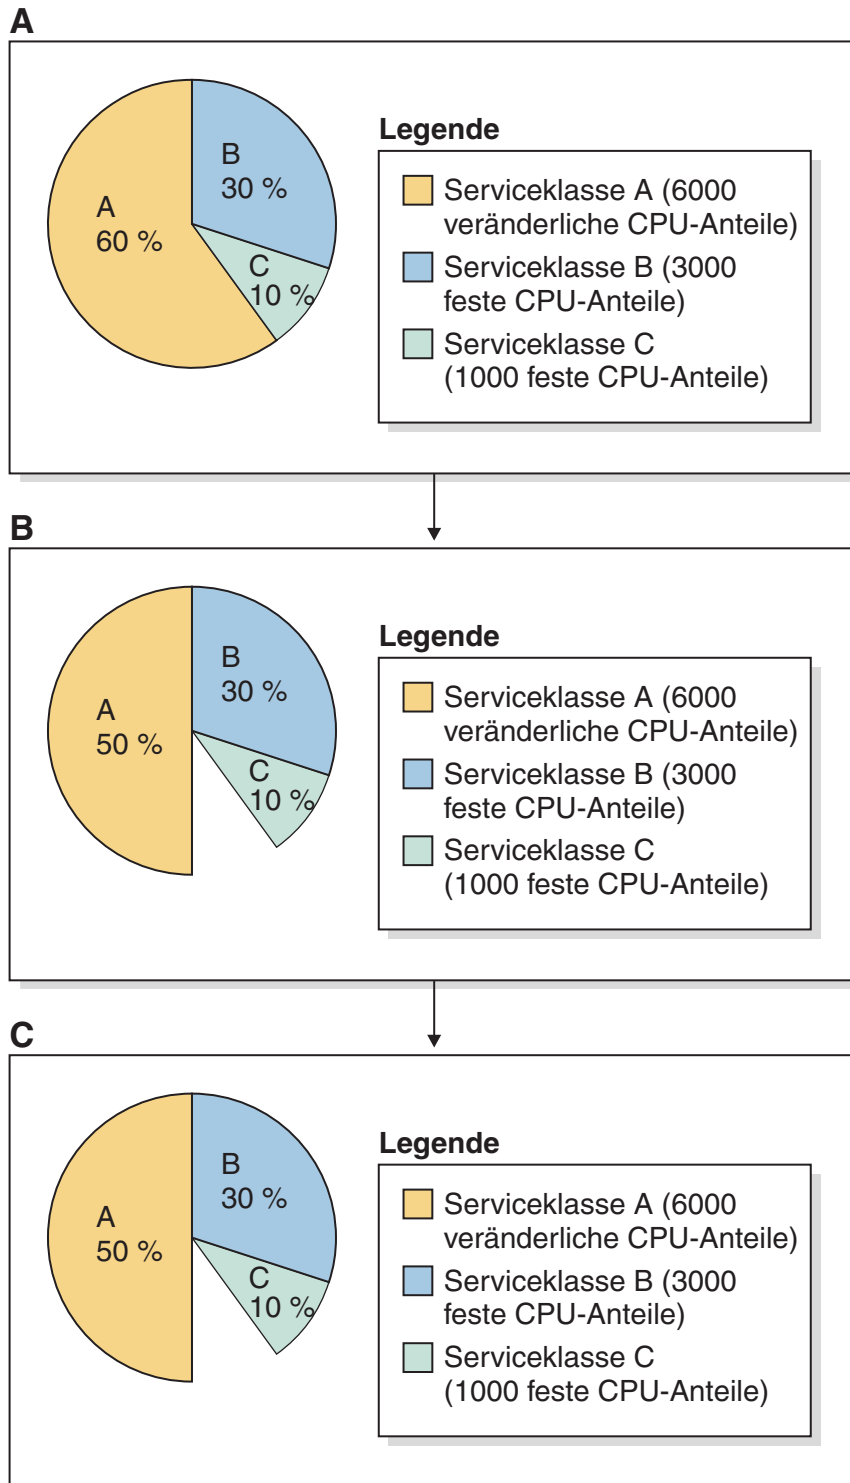 A
A
60 %
B
30 %
C
10 %
Legende
Serviceklasse A (6000
veränderliche CPU-Anteile)
Serviceklasse B (3000
feste CPU-Anteile)
Serviceklasse C
(1000 feste CPU-Anteile)
B
A
50 %
B
30 %
C
10 %
Legende
Serviceklasse A (6000
veränderliche CPU-Anteile)
Serviceklasse B (3000
feste CPU-Anteile)
Serviceklasse C
(1000 feste CPU-Anteile)
C
A
50 %
B
30 %
C
10 %
Legende
Serviceklasse A (6000
veränderliche CPU-Anteile)
Serviceklasse B (3000
feste CPU-Anteile)
Serviceklasse C
(1000 feste CPU-Anteile)